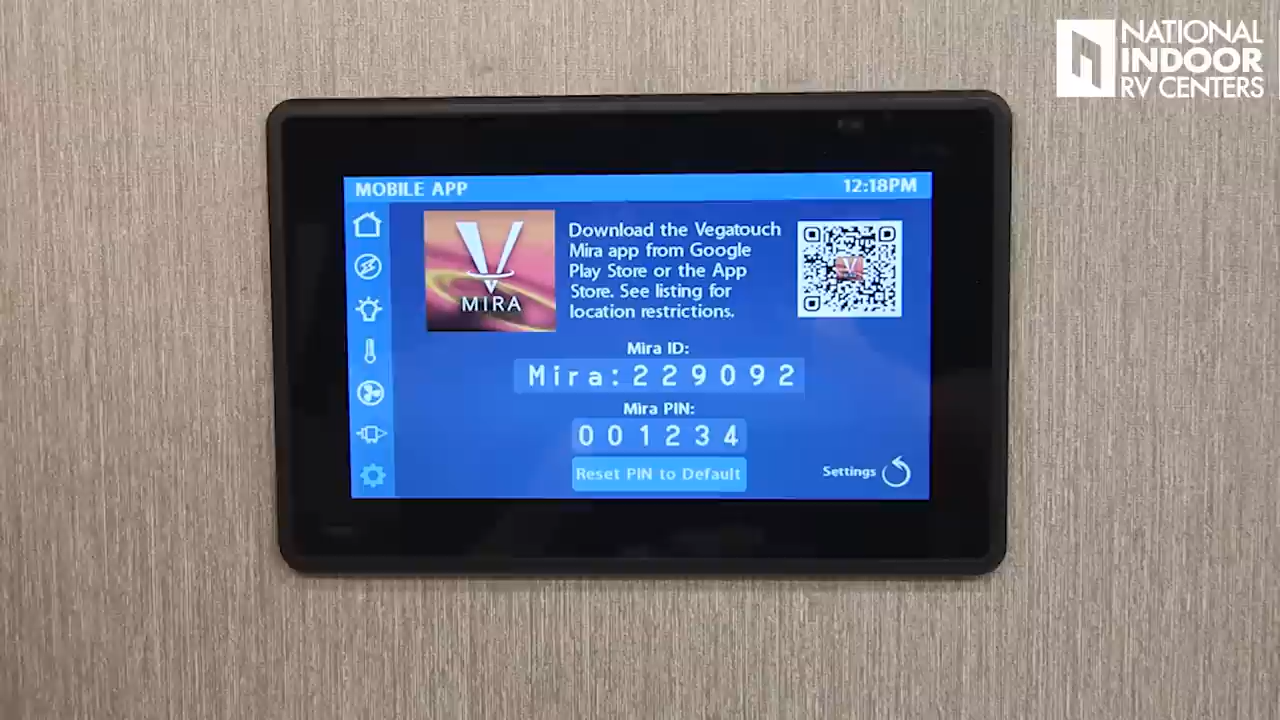 NATIONAL
INDOOR
RV CENTERS
MOBILE APP
12:18PM
MIRA
Download the Vegatouch
Mira app from Google
Play Store or the App
Store. See listing for
location restrictions.
Mira ID:
Mira:229092
Mira PIN:
001234
Reset PIN to Default
Settings